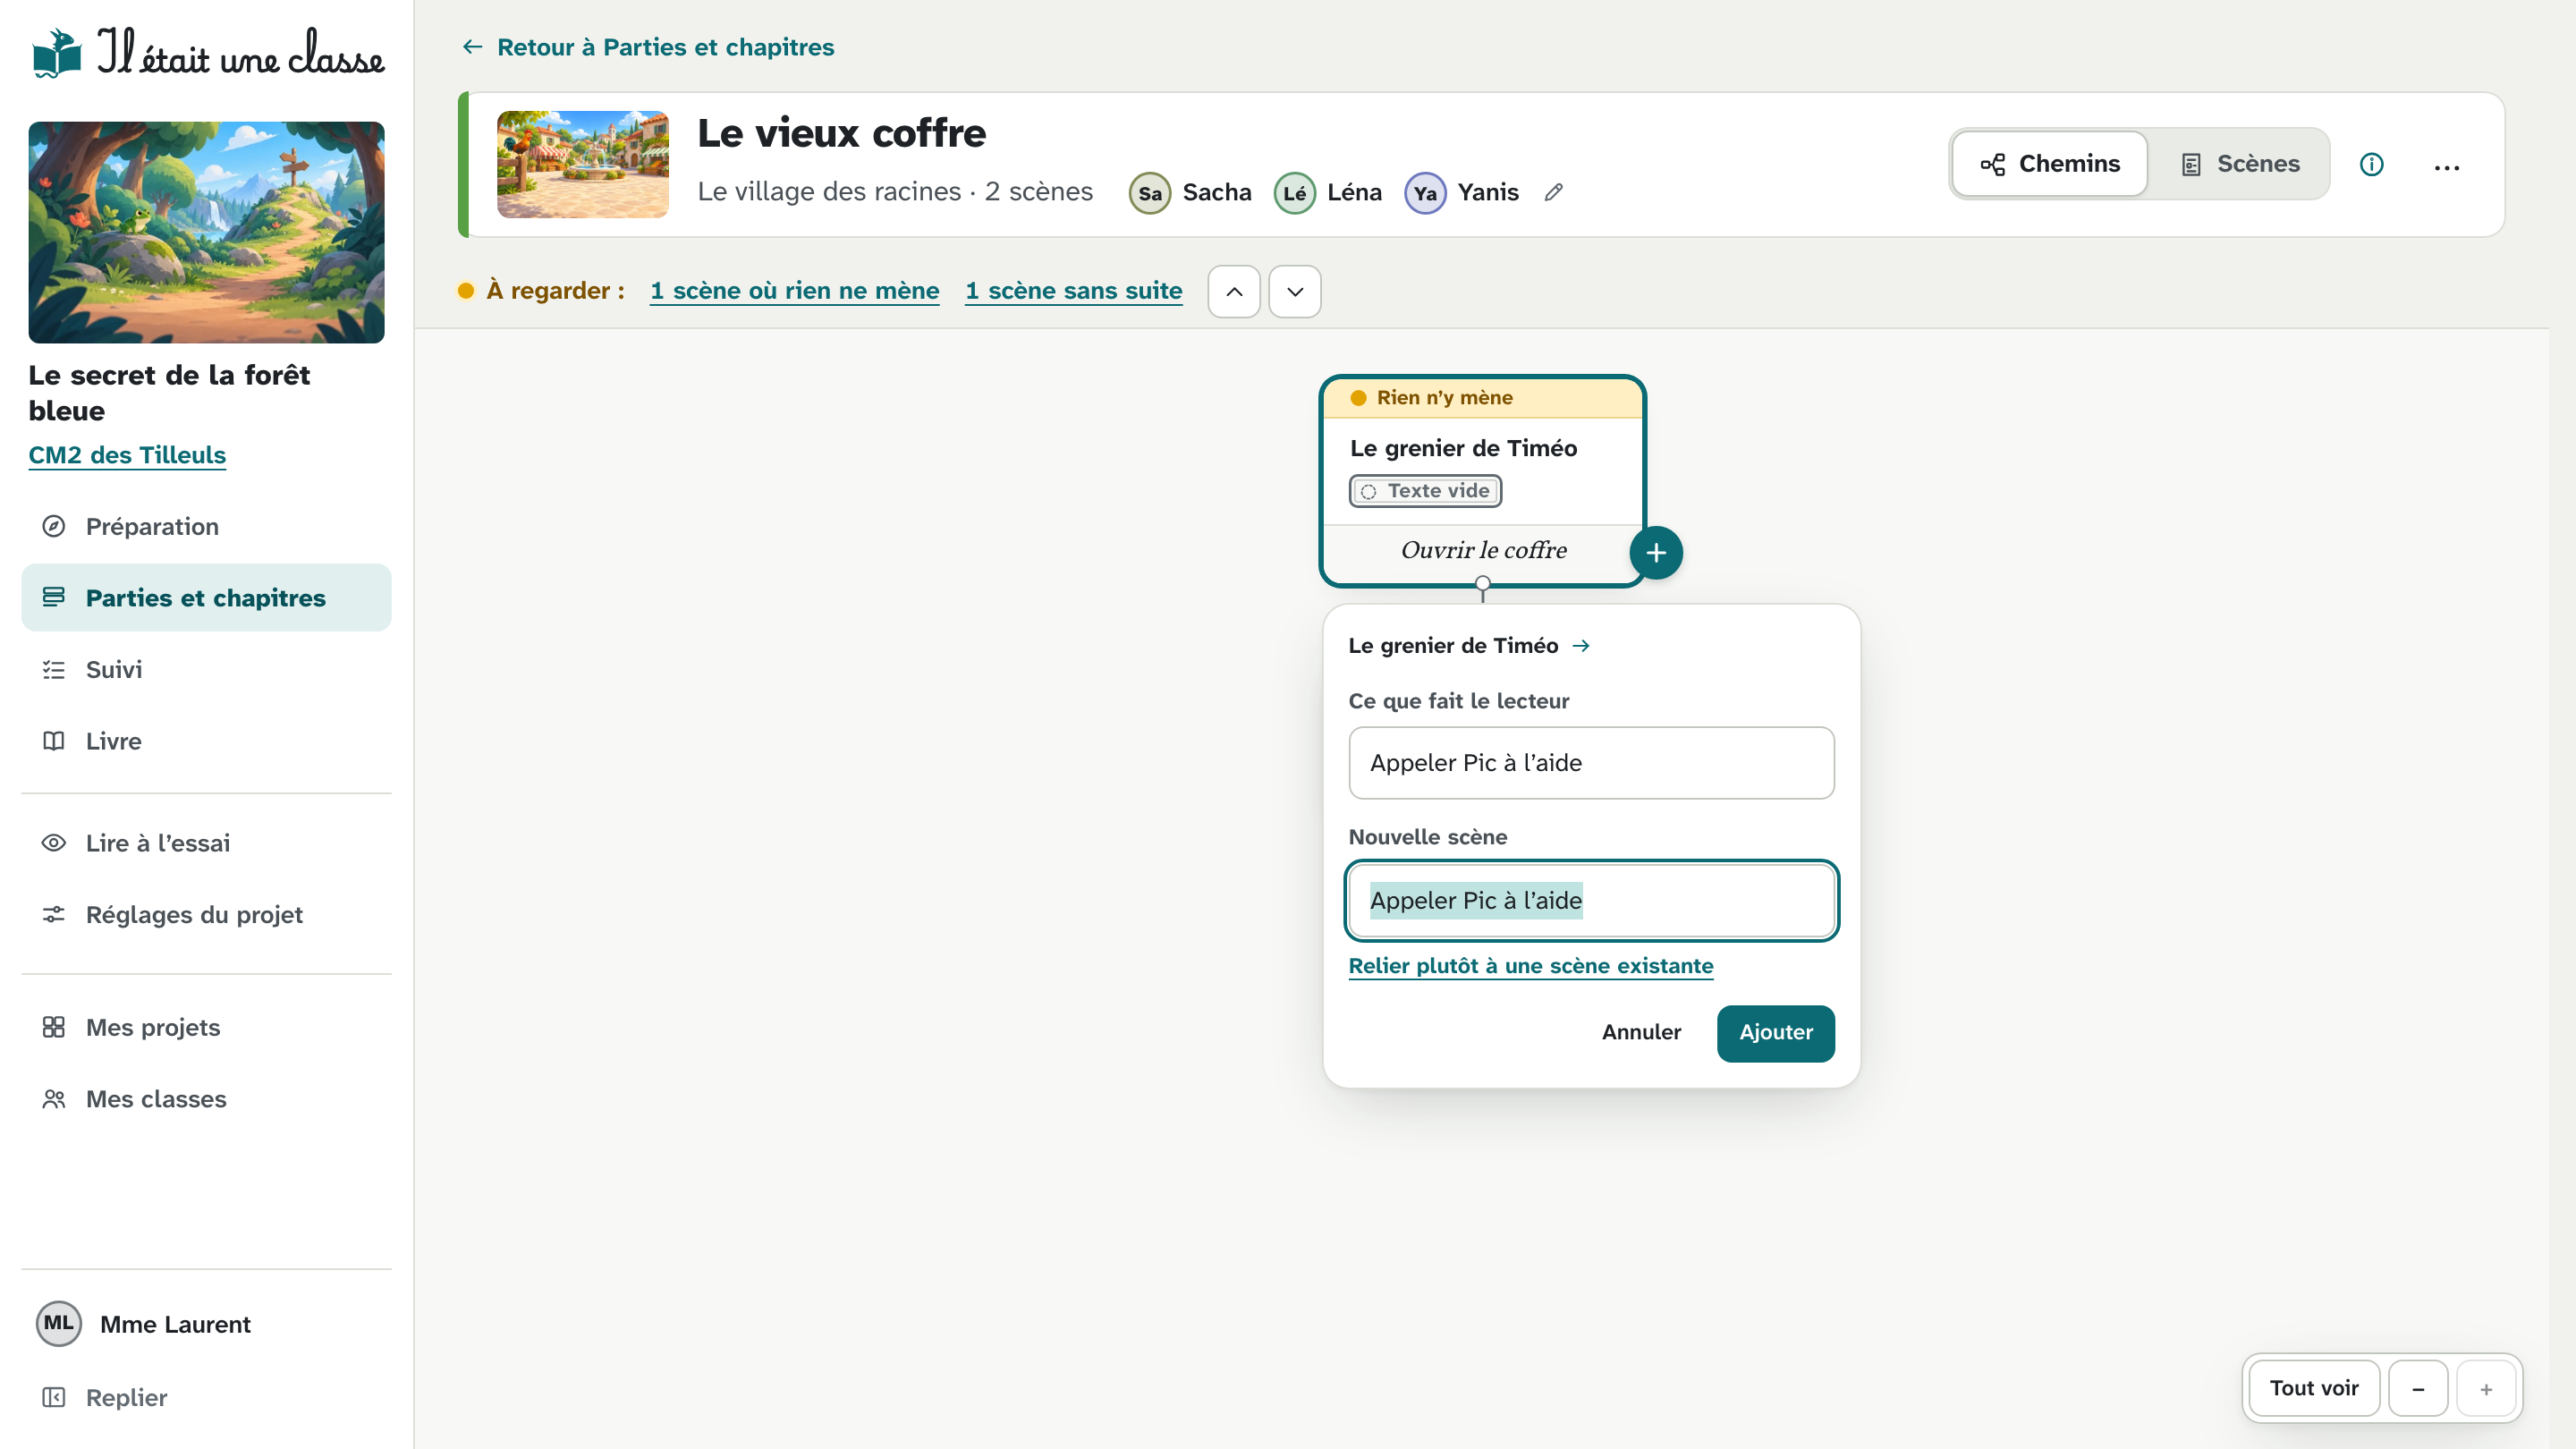 Il était une classe
Le secret de la forêt
bleue
CM2 des Tilleuls
Préparation
Parties et chapitres
Suivi
Livre
Lire à l’essai
Réglages du projet
Mes projets
Mes classes
ML Mme Laurent
Replier
← Retour à Parties et chapitres
Le vieux coffre
Le village des racines · 2 scènes
Sa Sacha Lé Léna Ya Yanis
Chemins
Scènes
À regarder : 1 scène où rien ne mène 1 scène sans suite
Rien n’y mène
Le grenier de Timéo
Texte vide
Ouvrir le coffre
+
Le grenier de Timéo →
Ce que fait le lecteur
Appeler Pic à l’aide
Nouvelle scène
Appeler Pic à l’aide
Relier plutôt à une scène existante
Annuler Ajouter
Tout voir − +